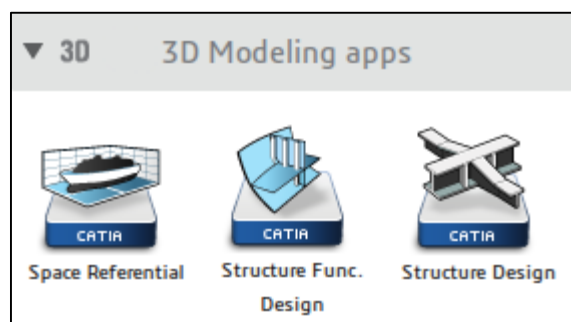 3D 3D Modeling apps
CATIA CATIA CATIA
Space Referential Structure Func. Structure Design
Design